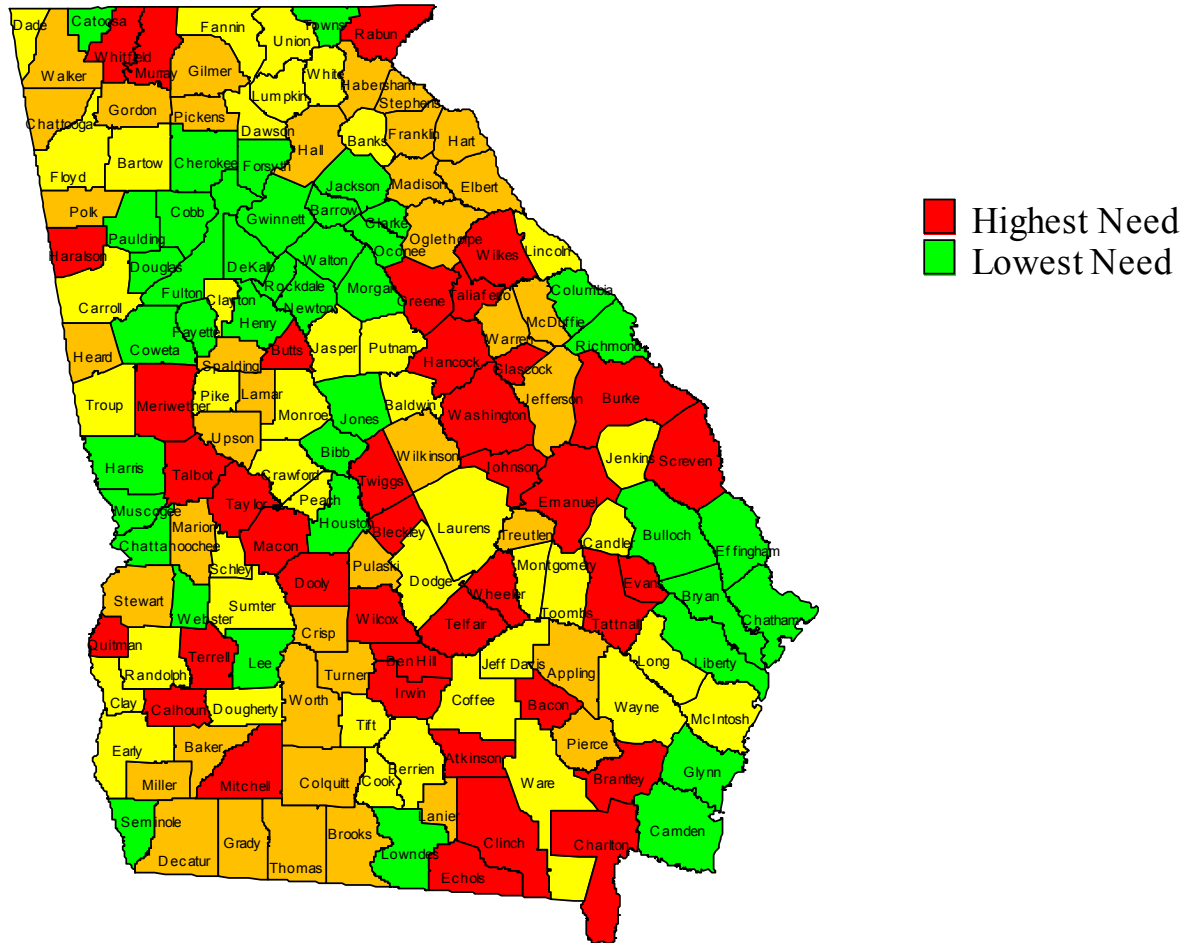 Dade
Catoosa
Fannin
Towns
Rabun
Union
Whitfield
Murray
Walker
Gilmer
White
Habersham
Lumpkin
Stephens
Chattooga
Gordon
Pickens
Dawson
Hall
Banks
Franklin
Hart
Floyd
Bartow
Cherokee
Forsyth
Jackson
Madison
Elbert
Polk
Cobb
Gwinnett
Barrow
Clarke
Paulding
Oglethorpe
Oconee
Wilkes
Lincoln
Haralson
Douglas
DeKalb
Walton
Rockdale
Morgan
Greene
Taliaferro
Columbia
Carroll
Fulton
Clayton
Newton
Fayette
Henry
McDuffie
Warren
Richmond
Heard
Coweta
Spalding
Butts
Jasper
Putnam
Hancock
Glascock
Troup
Meriwether
Pike
Lamar
Monroe
Jones
Baldwin
Washington
Jefferson
Burke
Upson
Bibb
Wilkinson
Jenkins
Screven
Harris
Talbot
Crawford
Twiggs
Johnson
Emanuel
Taylor
Peach
Muscogee
Marion
Houston
Bleckley
Laurens
Treutlen
Candler
Bulloch
Effingham
Chattahoochee
Macon
Schley
Pulaski
Dodge
Montgomery
Evans
Bryan
Chatham
Stewart
Webster
Sumter
Dooly
Wilcox
Wheeler
Telfair
Toombs
Tattnall
Crisp
Liberty
Quitman
Randolph
Terrell
Lee
Turner
Ben Hill
Jeff Davis
Appling
Long
Irwin
Clay
Calhoun
Dougherty
Worth
Tift
Coffee
Bacon
Wayne
McIntosh
Early
Baker
Pierce
Miller
Mitchell
Colquitt
Cook
Berrien
Atkinson
Ware
Brantley
Glynn
Seminole
Lanier
Decatur
Grady
Thomas
Brooks
Lowndes
Clinch
Charlton
Camden
Echols
Highest Need
Lowest Need